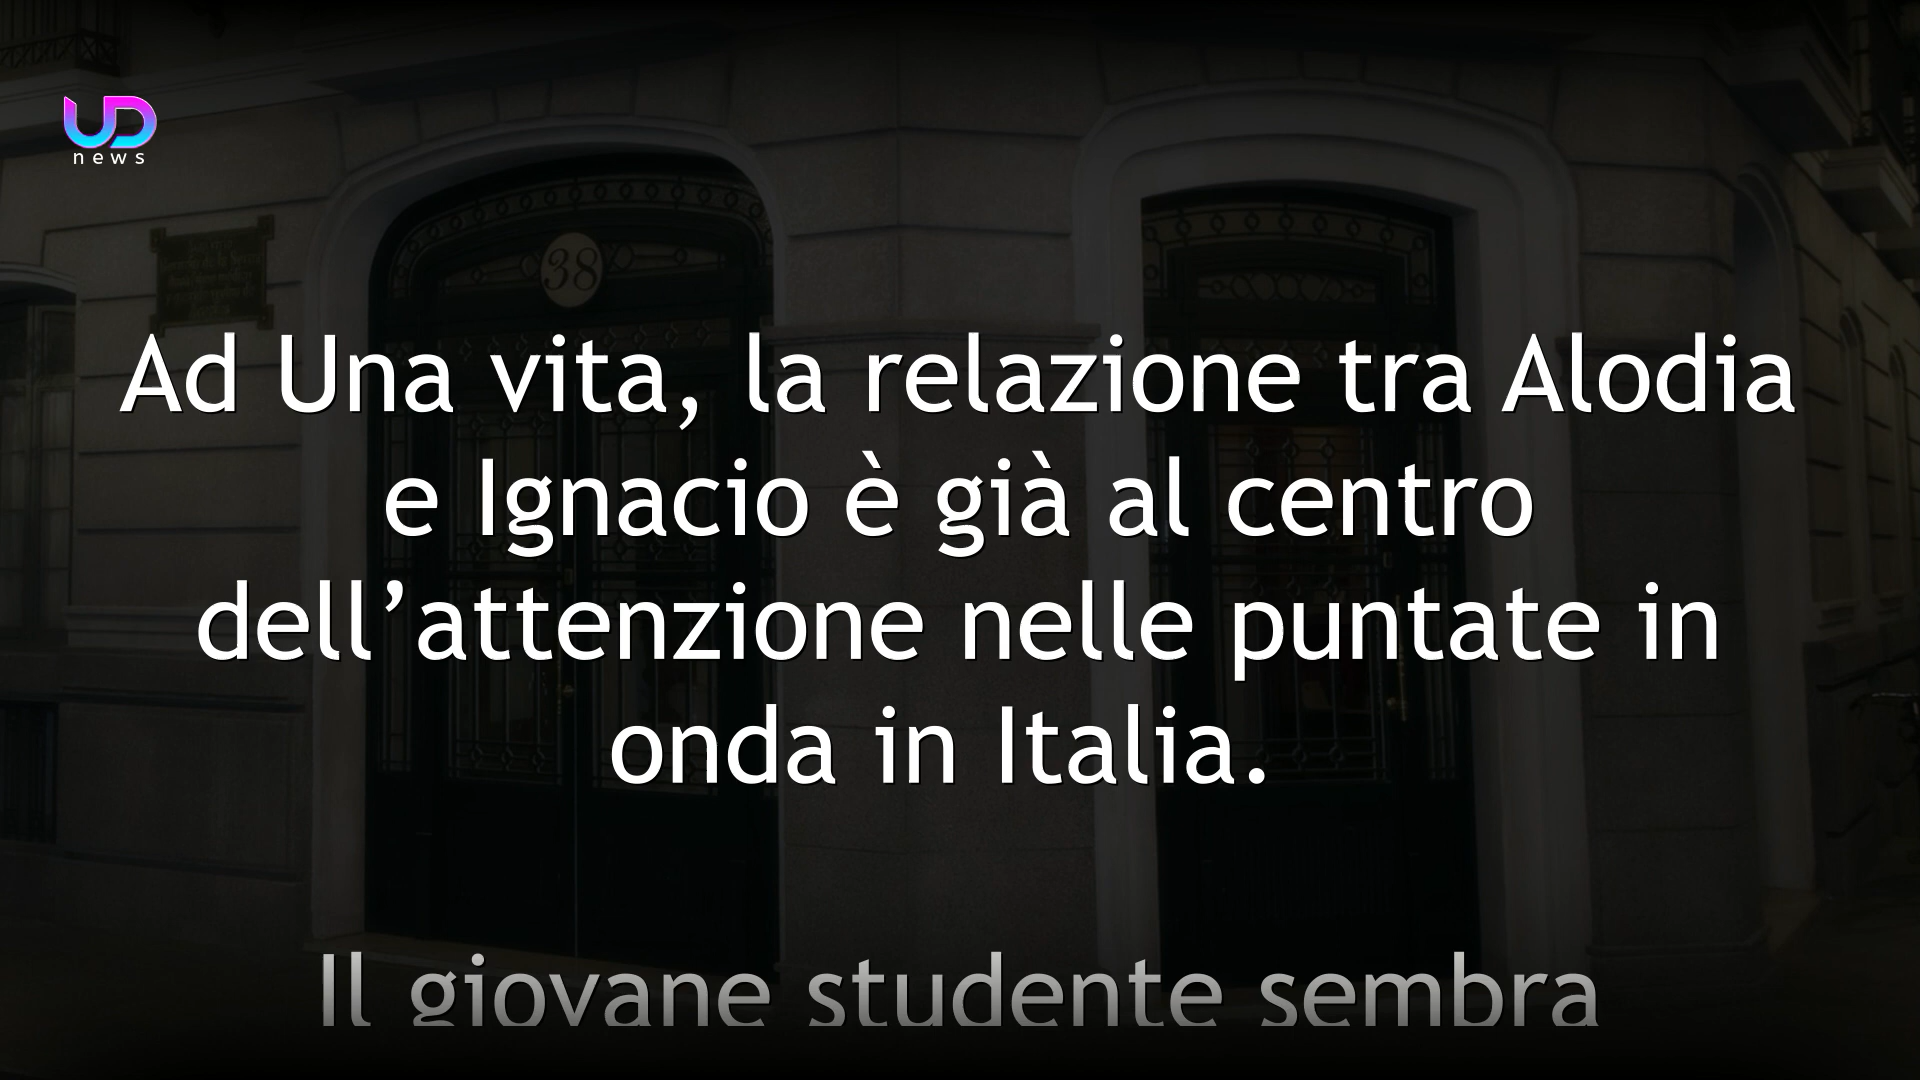 UD
news
38
Ad Una vita, la relazione tra Alodia
e Ignacio è già al centro
dell’attenzione nelle puntate in
onda in Italia.
Il giovane studente sembra